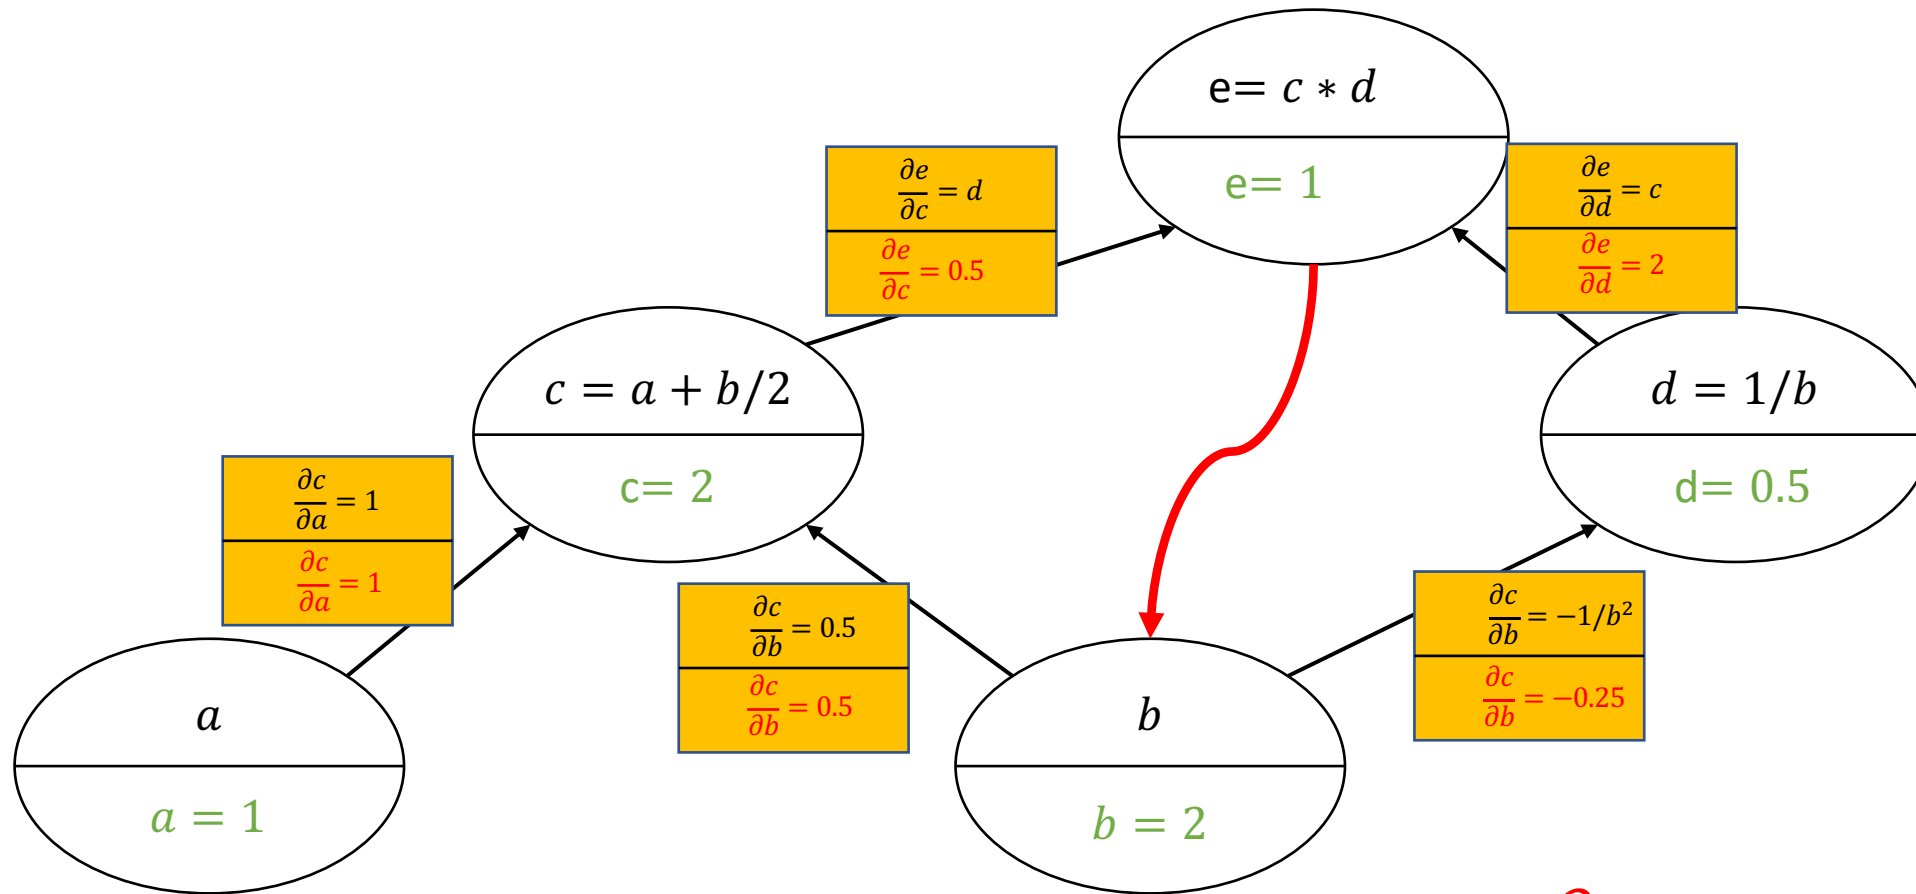 e= c ∗ d
e= 1
∂e/∂c = d
∂e/∂c = 0.5
∂e/∂d = c
∂e/∂d = 2
c = a + b/2
c= 2
d = 1/b
d= 0.5
∂c/∂a = 1
∂c/∂a = 1
∂c/∂b = 0.5
∂c/∂b = 0.5
∂c/∂b = −1/b²
∂c/∂b = −0.25
a
a = 1
b
b = 2